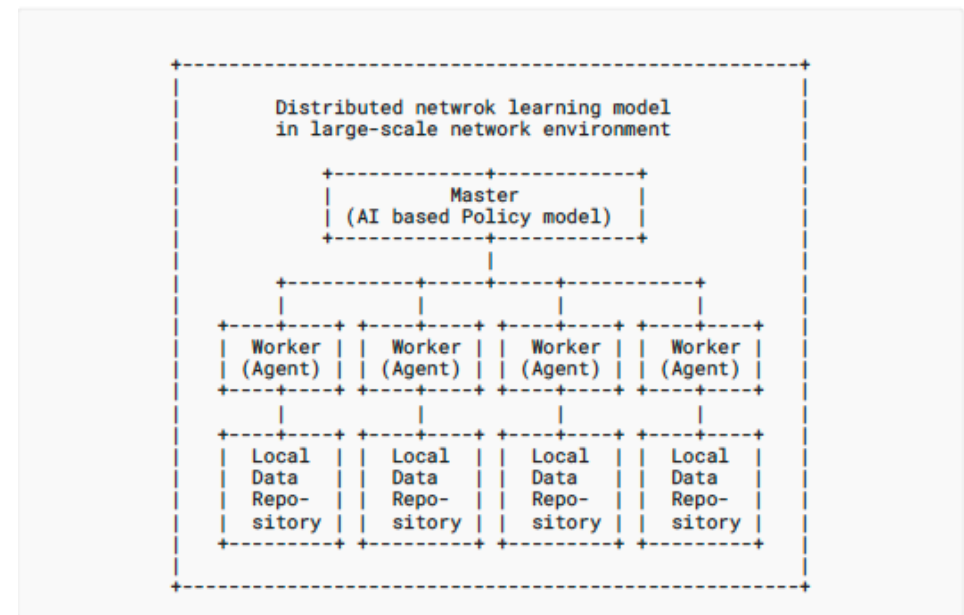 Distributed netwrok learning model
in large-scale network environment
Master
(AI based Policy model)
Worker Worker Worker Worker
(Agent) (Agent) (Agent) (Agent)
Local Local Local Local
Data Data Data Data
Repo- Repo- Repo- Repo-
sitory sitory sitory sitory